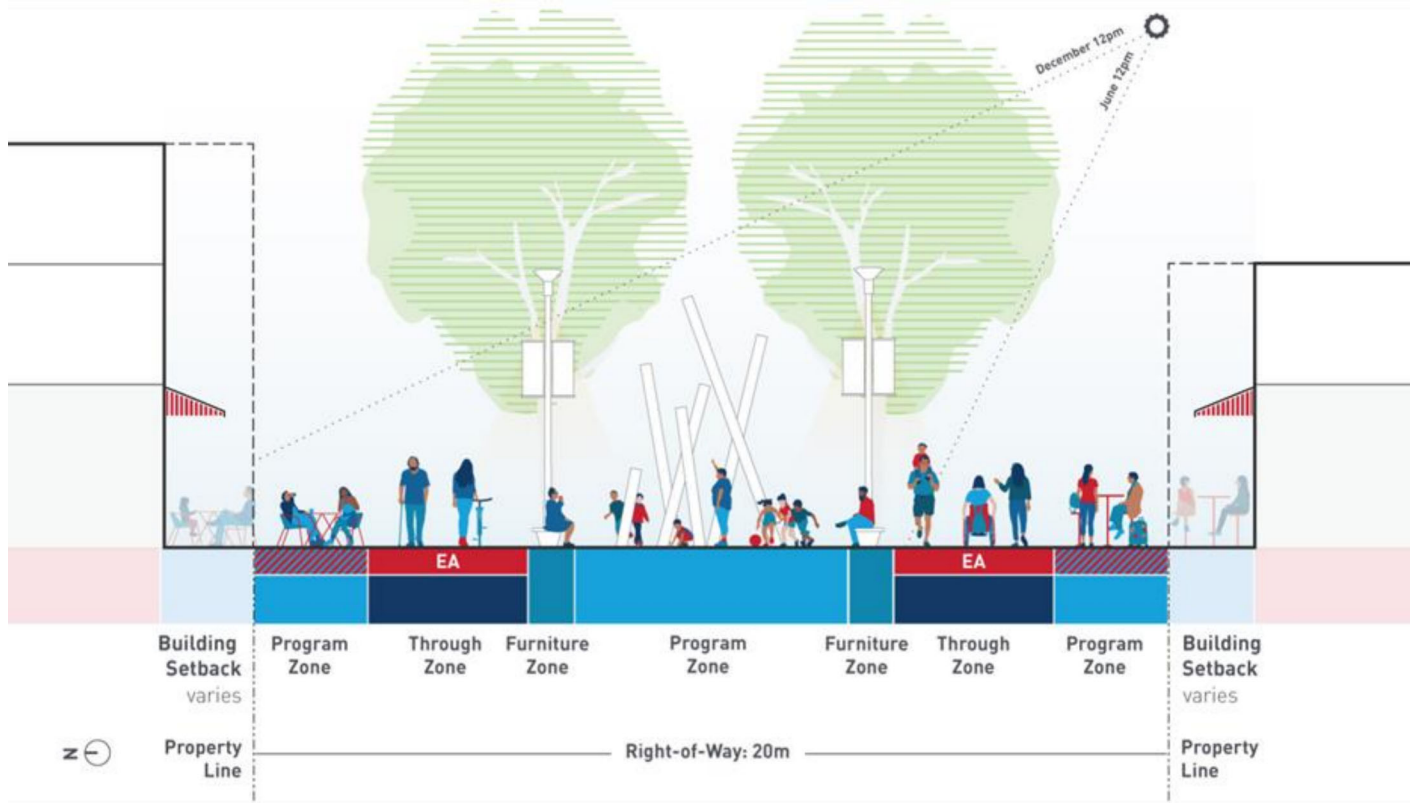 December 12pm
June 12pm
EA
EA
Building
Setback
varies
Program
Zone
Through
Zone
Furniture
Zone
Program
Zone
Furniture
Zone
Through
Zone
Program
Zone
Building
Setback
varies
N
Property
Line
Right-of-Way: 20m
Property
Line